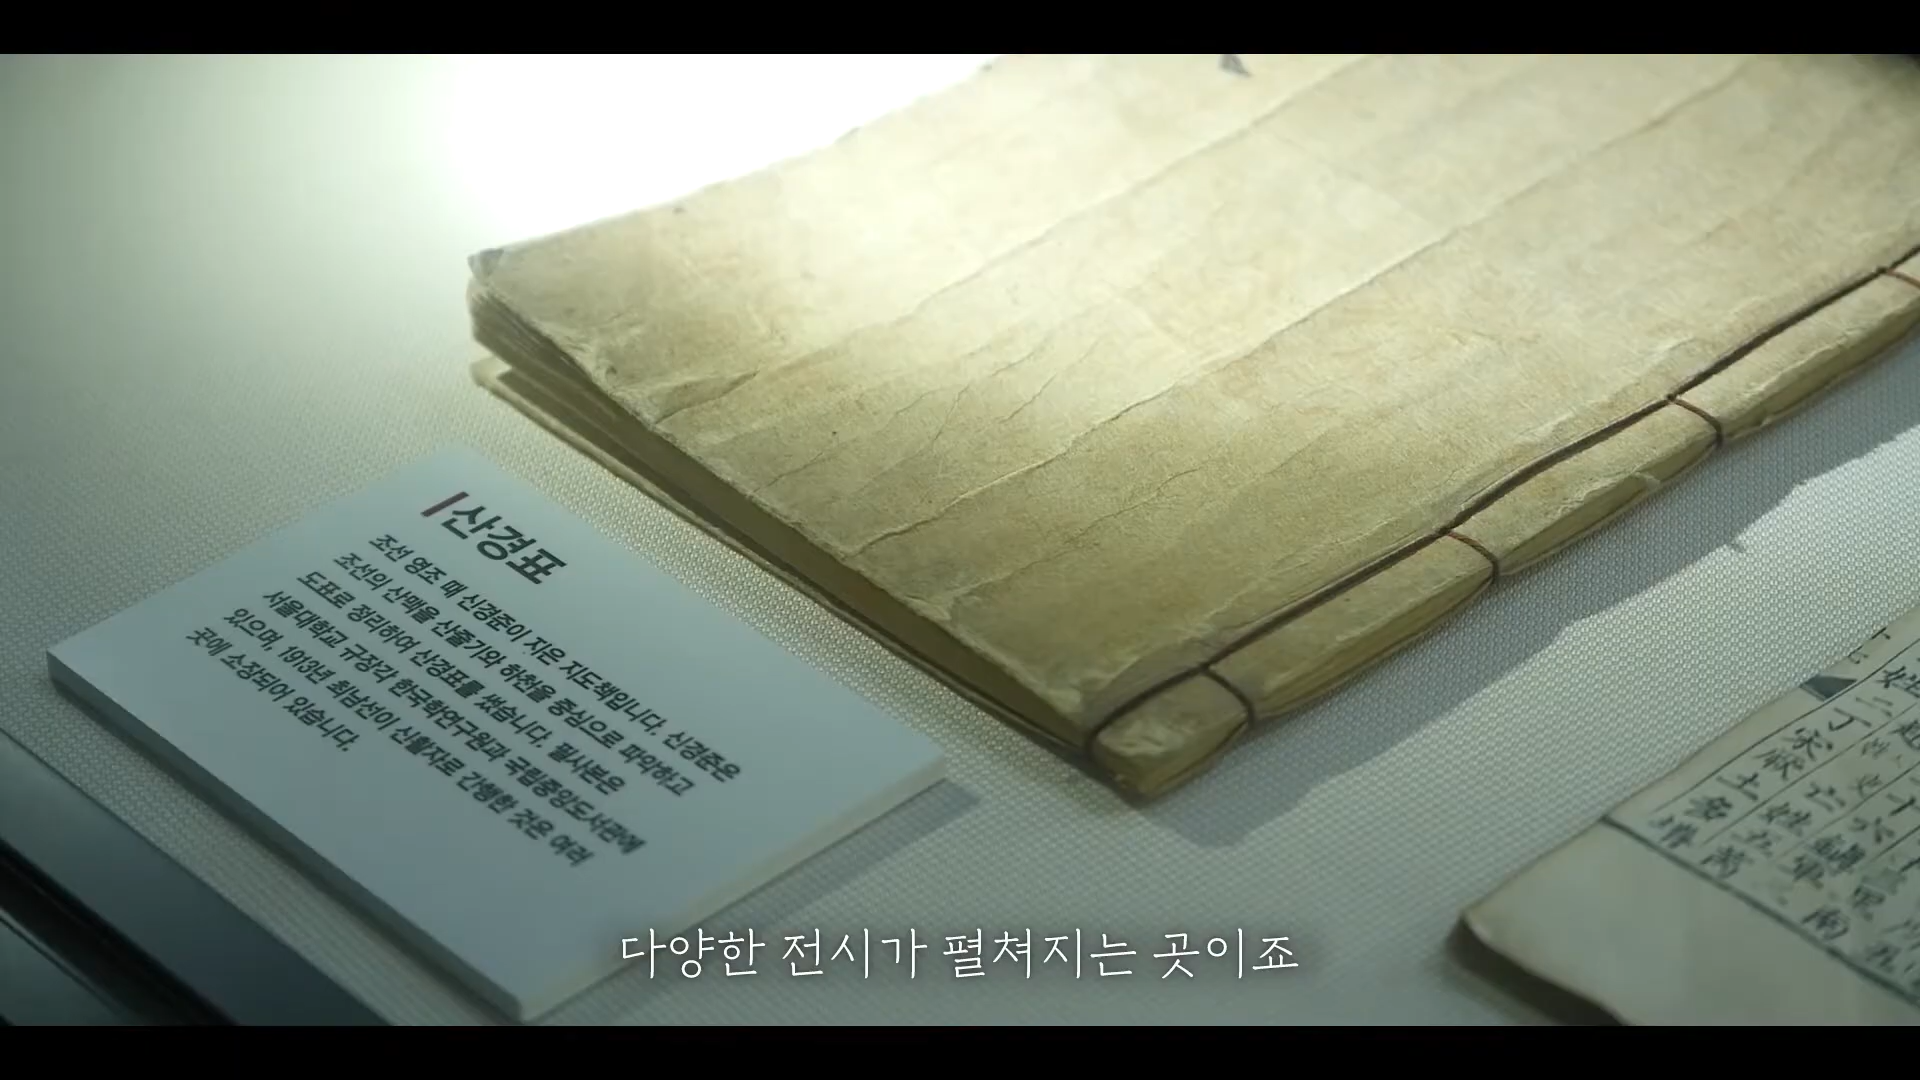 산경표
조선 영조 때 신경준이 지은 지도책입니다. 신경준은
조선의 산맥을 산줄기와 하천을 중심으로 파악하고
도표로 정리하여 산경표를 썼습니다. 필사본은
서울대학교 규장각 한국학연구원과 국립중앙도서관에
있으며, 1913년 최남선이 신활자로 간행한 것은 여러
곳에 소장되어 있습니다.
다양한 전시가 펼쳐지는 곳이죠